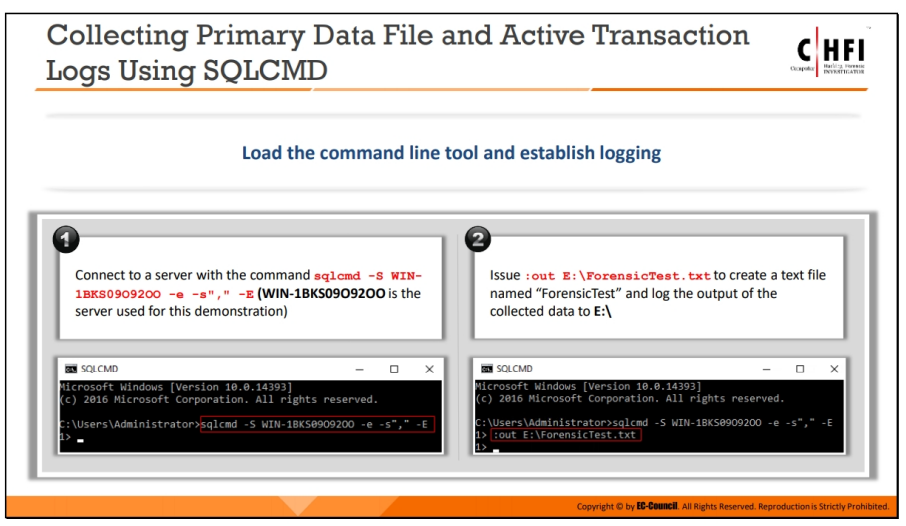 Collecting Primary Data File and Active Transaction
Logs Using SQLCMD
CHFI
Computer Hacking Forensic
INVESTIGATOR
Load the command line tool and establish logging
1
Connect to a server with the command sqlcmd -S WIN-
1BKS09O92OO -e -s"," -E (WIN-1BKS09O92OO is the
server used for this demonstration)
SQLCMD
Microsoft Windows [Version 10.0.14393]
(c) 2016 Microsoft Corporation. All rights reserved.
C:\Users\Administrator>sqlcmd -S WIN-1BKS09O92OO -e -s"," -E
1>
2
Issue :out E:\ForensicTest.txt to create a text file
named “ForensicTest” and log the output of the
collected data to E:\
SQLCMD
Microsoft Windows [Version 10.0.14393]
(c) 2016 Microsoft Corporation. All rights reserved.
C:\Users\Administrator>sqlcmd -S WIN-1BKS09O92OO -e -s"," -E
1> :out E:\ForensicTest.txt
1>
Copyright © by EC-Council. All Rights Reserved. Reproduction is Strictly Prohibited.